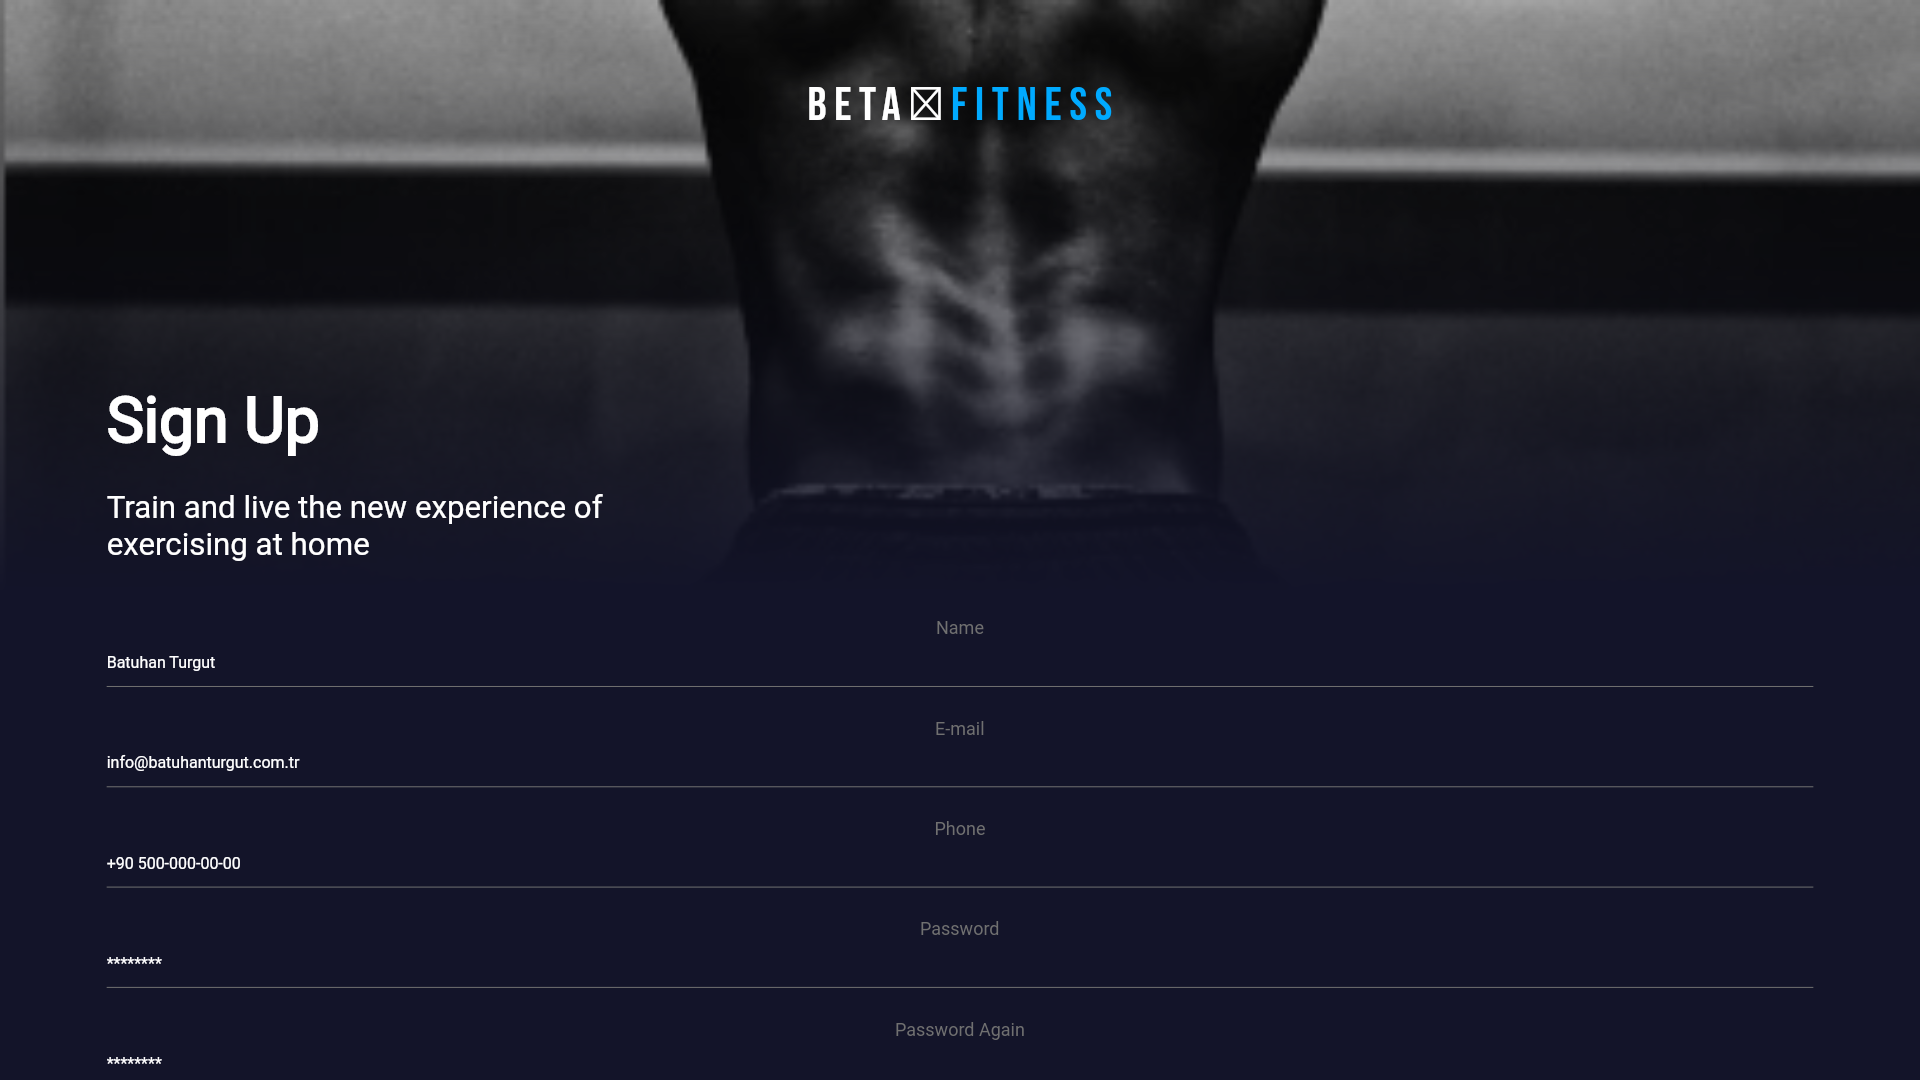 BETA FITNESS
Sign Up
Train and live the new experience of
exercising at home
Name
Batuhan Turgut
E-mail
info@batuhanturgut.com.tr
Phone
+90 500-000-00-00
Password
********
Password Again
********